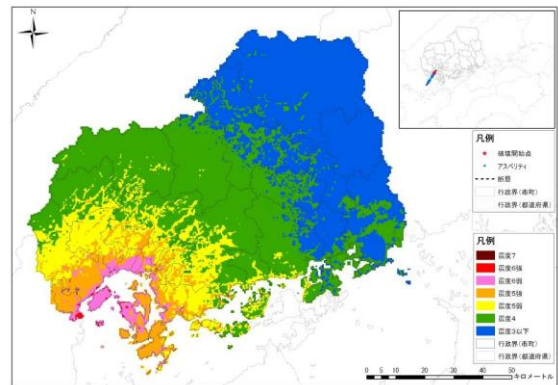 N
凡例
破壊開始点
アスペリティ
断層
行政界(市町)
行政界(都道府県)
凡例
震度7
震度6強
震度6弱
震度5強
震度5弱
震度4
震度3以下
行政界(市町)
行政界(都道府県)
0 5 10 20 30 40 50
キロメートル